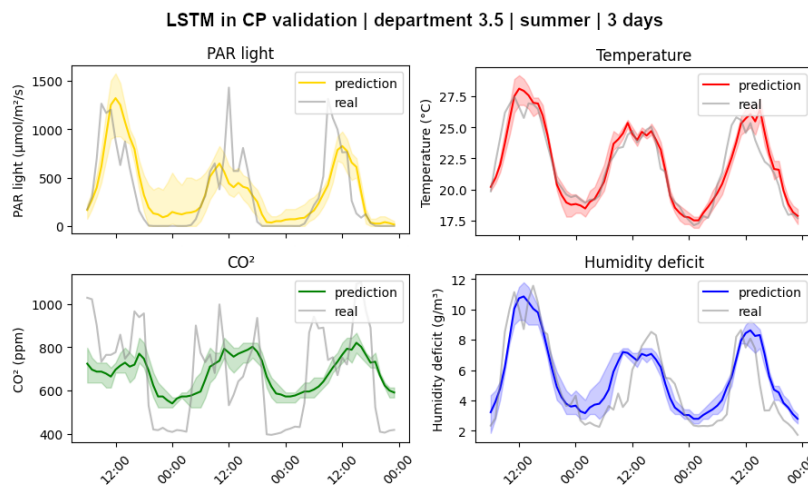 LSTM in CP validation | department 3.5 | summer | 3 days
PAR light
PAR light (μmol/m²/s)
1500
1000
500
0
prediction
real
Temperature
Temperature (°C)
27.5
25.0
22.5
20.0
17.5
prediction
real
CO²
CO² (ppm)
1000
800
600
400
prediction
real
12:00
00:00
12:00
00:00
12:00
00:00
Humidity deficit
Humidity deficit (g/m³)
12
10
8
6
4
2
prediction
real
12:00
00:00
12:00
00:00
12:00
00:00